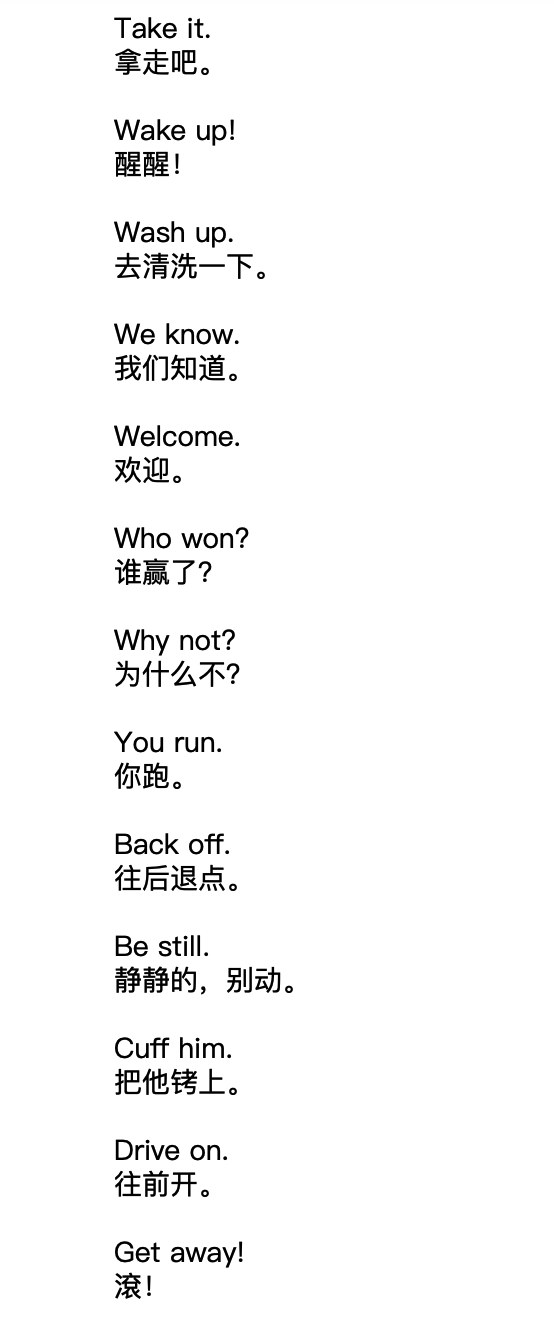 Take it.
拿走吧。
Wake up!
醒醒！
Wash up.
去清洗一下。
We know.
我们知道。
Welcome.
欢迎。
Who won?
谁赢了？
Why not?
为什么不？
You run.
你跑。
Back off.
往后退点。
Be still.
静静的，别动。
Cuff him.
把他铐上。
Drive on.
往前开。
Get away!
滾！